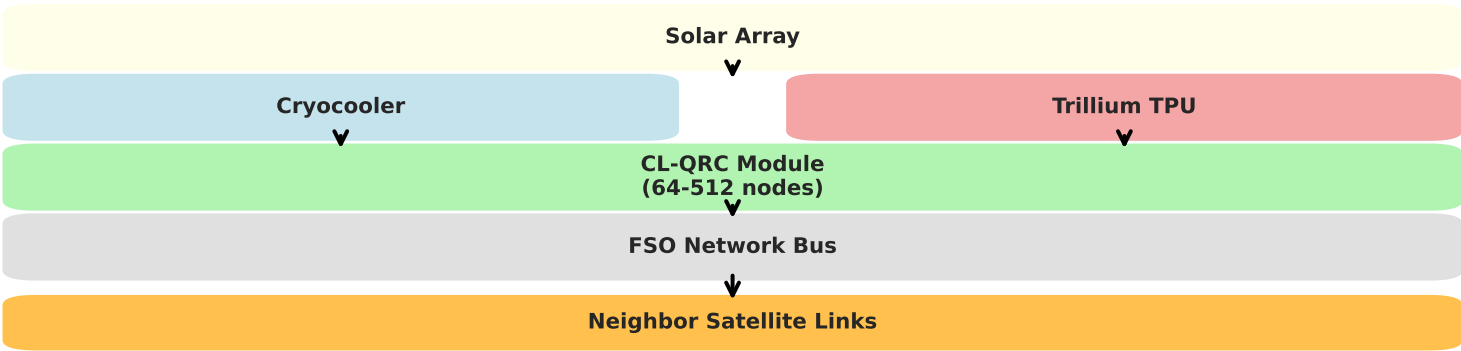 Solar Array
Cryocooler
Trillium TPU
CL-QRC Module
(64-512 nodes)
FSO Network Bus
Neighbor Satellite Links